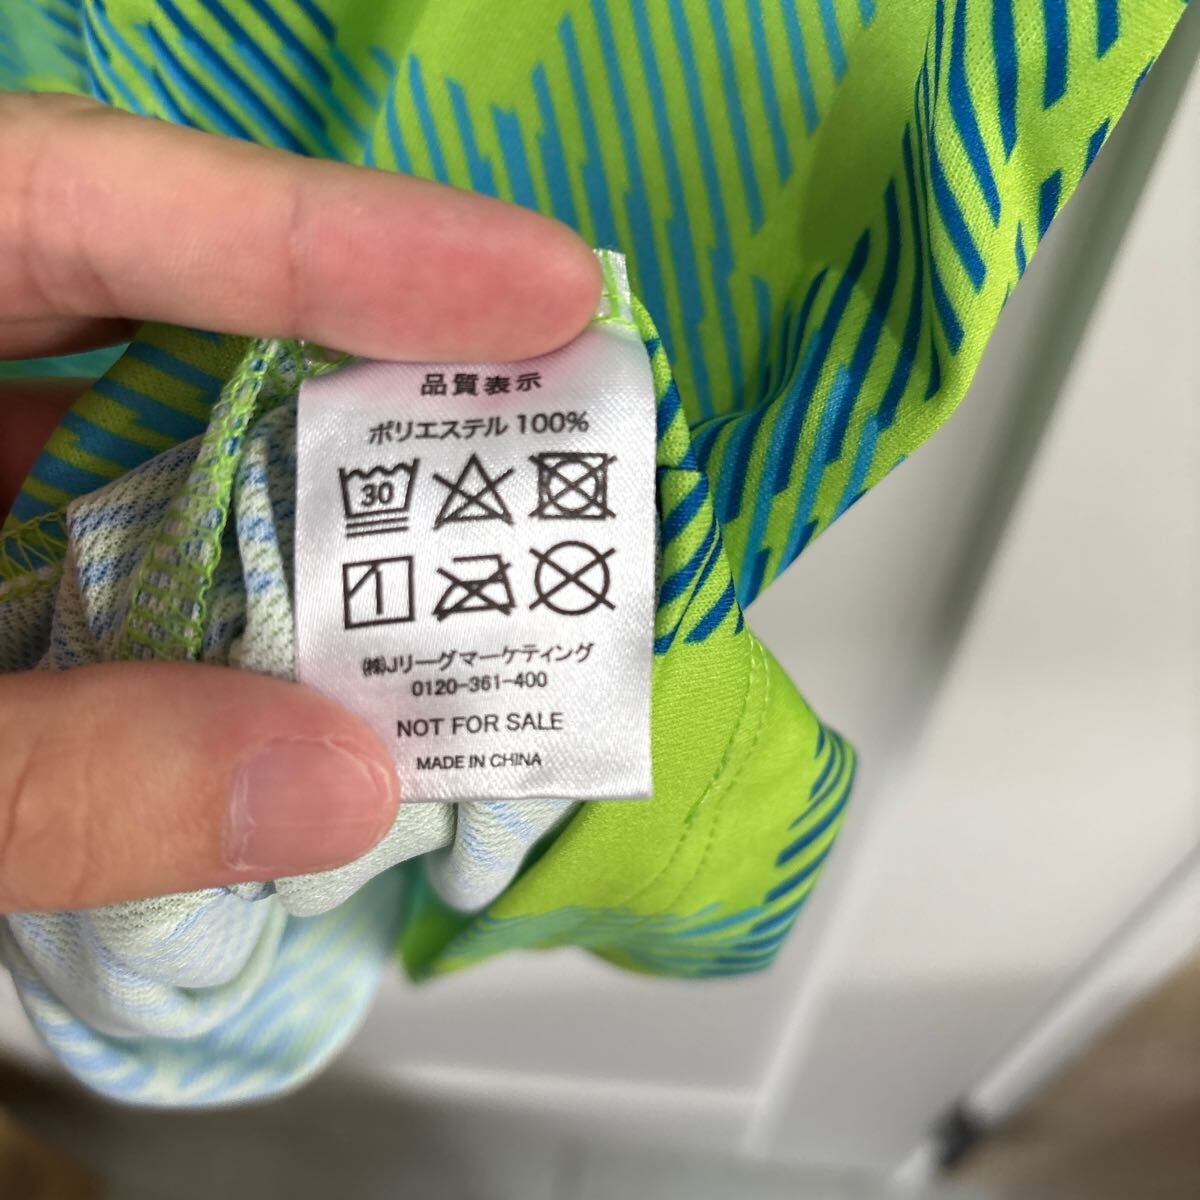 品質表示
ポリエステル 100%
30
㈱Jリーグマーケティング
0120-361-400
NOT FOR SALE
MADE IN CHINA